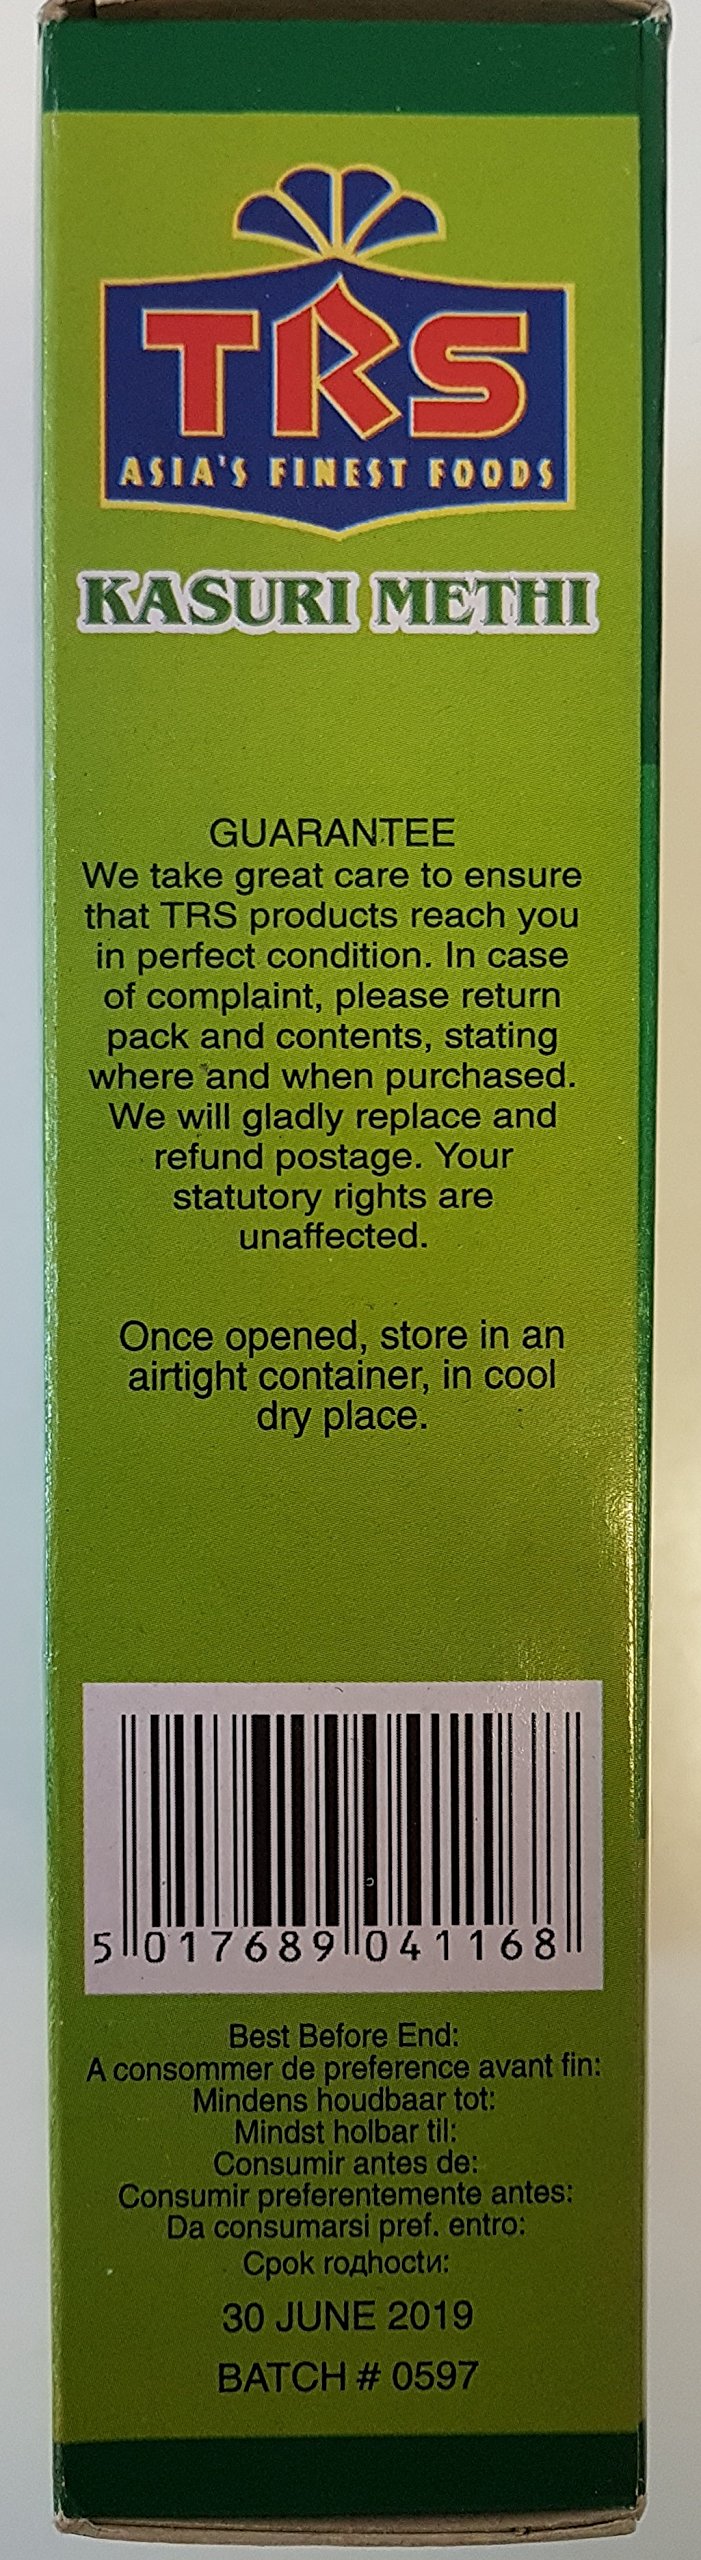 TRS
ASIA'S FINEST FOODS
KASURI METHI
GUARANTEE
We take great care to ensure
that TRS products reach you
in perfect condition. In case
of complaint, please return
pack and contents, stating
where and when purchased.
We will gladly replace and
refund postage. Your
statutory rights are
unaffected.
Once opened, store in an
airtight container, in cool
dry place.
5 017689 041168
Best Before End:
A consommer de preference avant fin:
Mindens houdbaar tot:
Mindst holbar til:
Consumir antes de:
Consumir preferentemente antes:
Da consumarsi pref. entro:
Cpok roдhocти:
30 JUNE 2019
BATCH # 0597